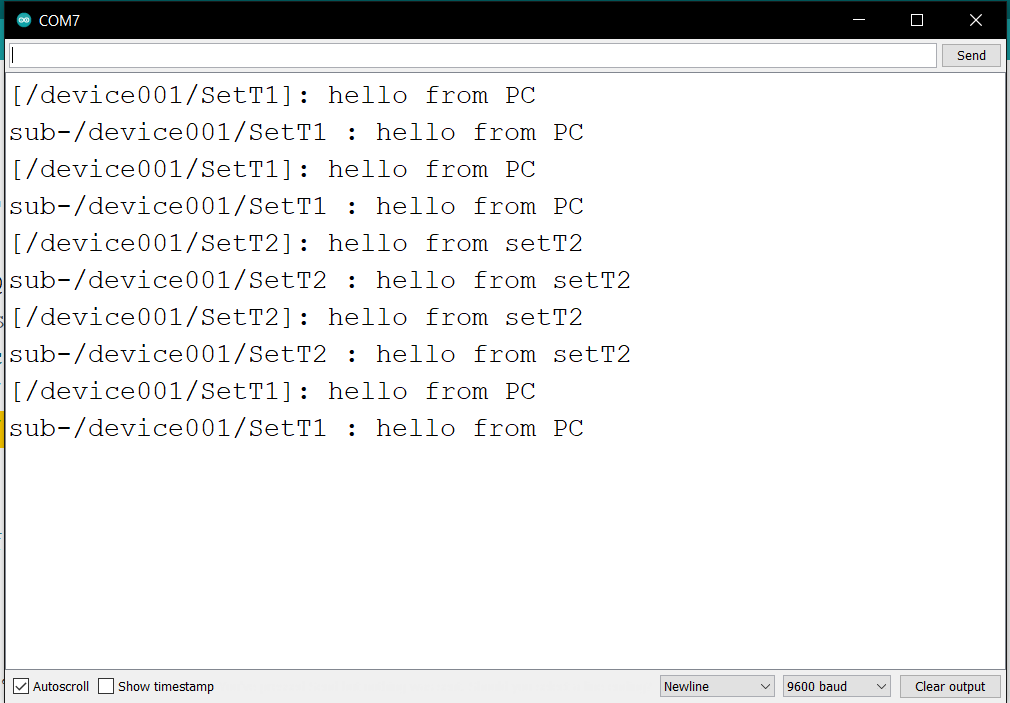 COM7
Send
[/device001/SetT1]: hello from PC
sub-/device001/SetT1 : hello from PC
[/device001/SetT1]: hello from PC
sub-/device001/SetT1 : hello from PC
[/device001/SetT2]: hello from setT2
sub-/device001/SetT2 : hello from setT2
[/device001/SetT2]: hello from setT2
sub-/device001/SetT2 : hello from setT2
[/device001/SetT1]: hello from PC
sub-/device001/SetT1 : hello from PC
Autoscroll Show timestamp Newline 9600 baud Clear output